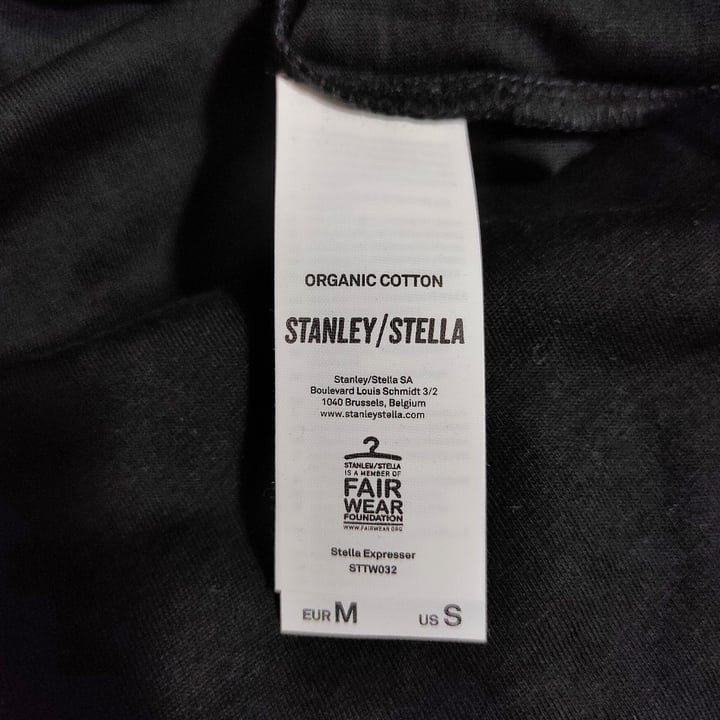 ORGANIC COTTON
STANLEY/STELLA
Stanley/Stella SA
Boulevard Louis Schmidt 3/2
1040 Brussels, Belgium
www.stanleystella.com
STANLEY/STELLA
IS A MEMBER OF
FAIR
WEAR
FOUNDATION
WWW.FAIRWEAR.ORG
Stella Expresser
STTW032
EUR M US S